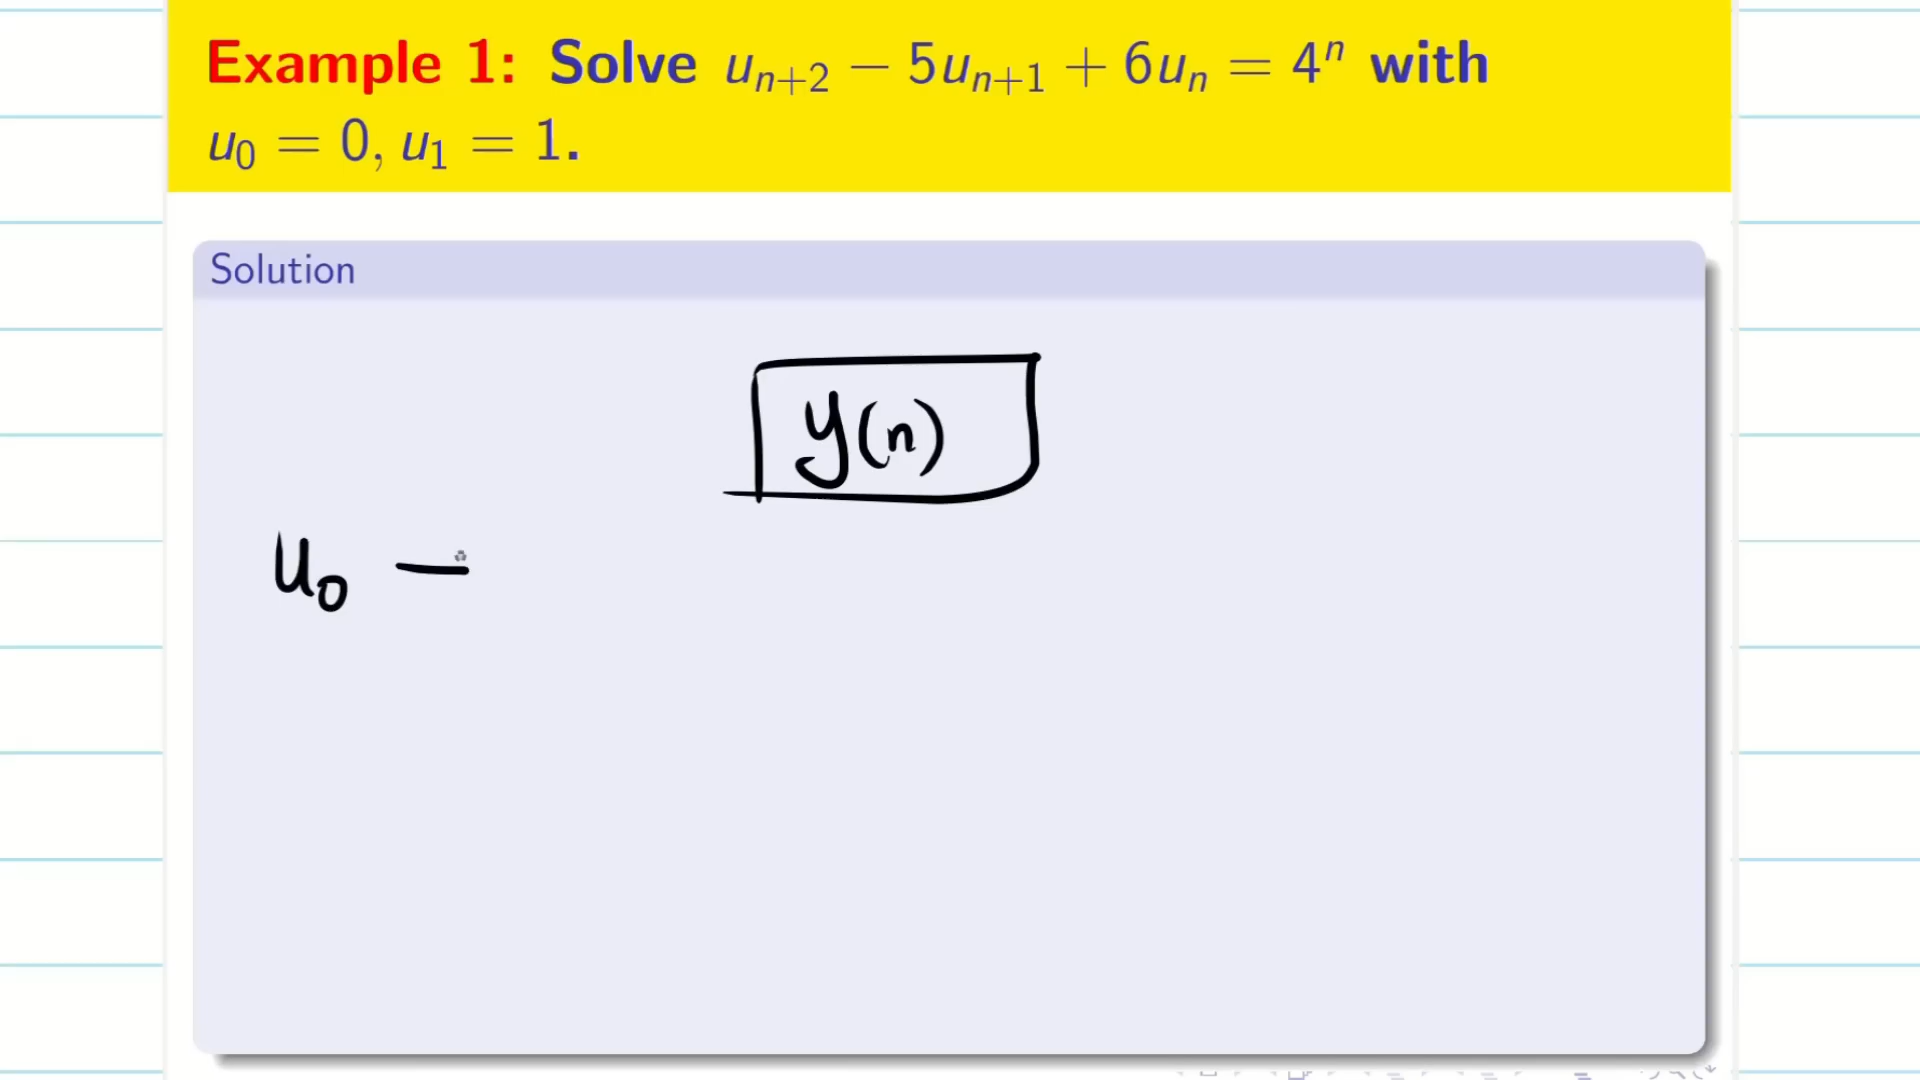 Example 1: Solve uₙ₊₂ − 5uₙ₊₁ + 6uₙ = 4ⁿ with
u₀ = 0, u₁ = 1.
Solution
y(n)
u₀ —